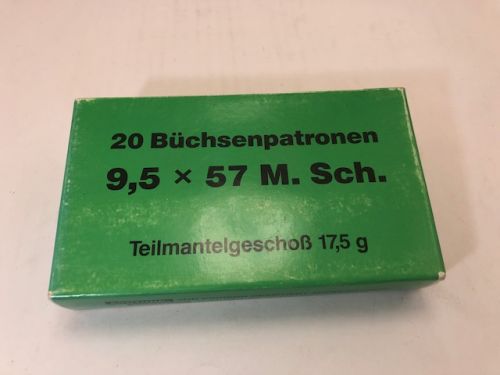 20 Büchsenpatronen
9,5 × 57 M. Sch.
Teilmantelgeschoß 17,5 g